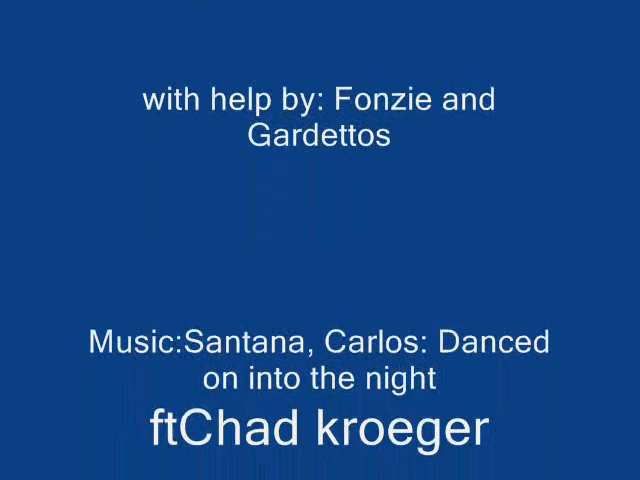 with help by: Fonzie and
Gardettos
Music:Santana, Carlos: Danced
on into the night
ftChad kroeger